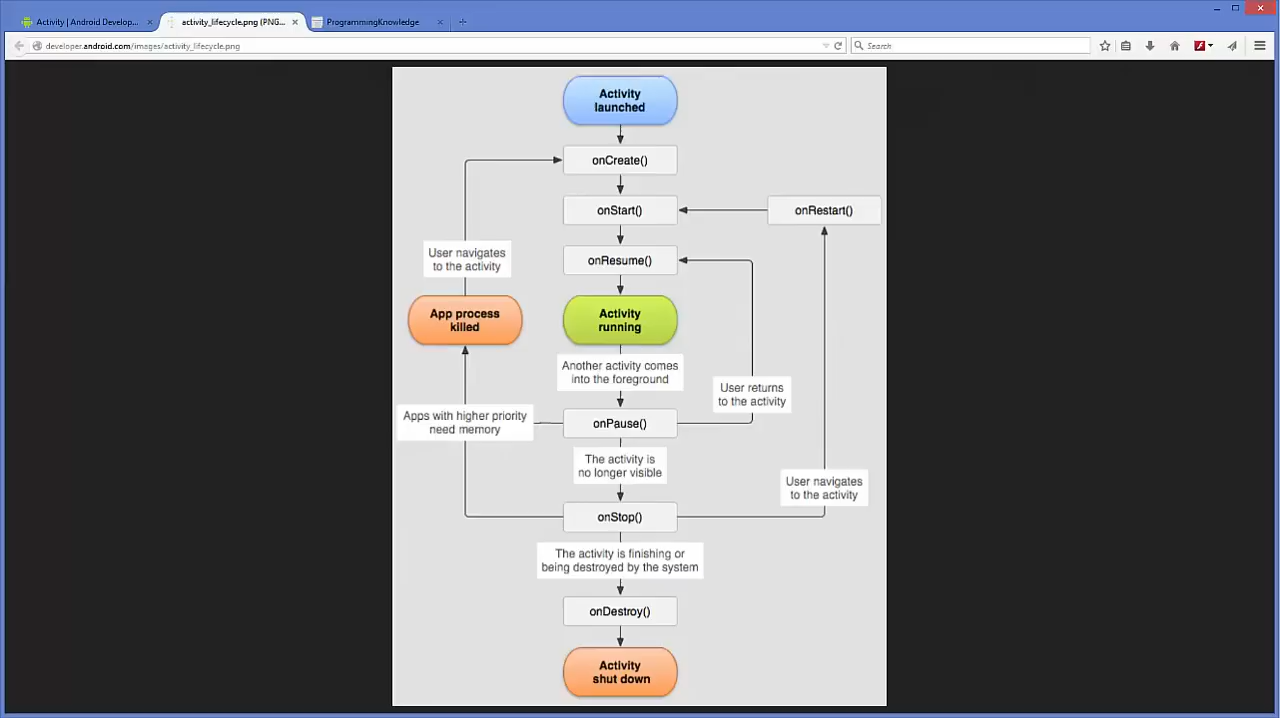 Activity | Android Develop...
activity_lifecycle.png (PNG...
ProgrammingKnowledge
developer.android.com/images/activity_lifecycle.png
Search
Activity
launched
onCreate()
onStart()
onRestart()
onResume()
User navigates
to the activity
App process
killed
Activity
running
Another activity comes
into the foreground
User returns
to the activity
Apps with higher priority
need memory
onPause()
The activity is
no longer visible
User navigates
to the activity
onStop()
The activity is finishing or
being destroyed by the system
onDestroy()
Activity
shut down